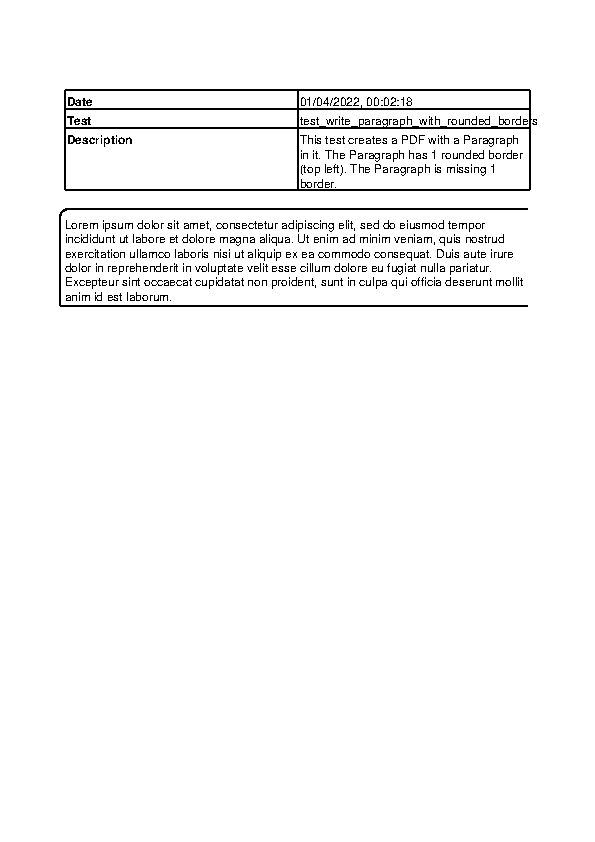 Date 01/04/2022, 00:02:18
Test test_write_paragraph_with_rounded_borders
Description This test creates a PDF with a Paragraph
in it. The Paragraph has 1 rounded border
(top left). The Paragraph is missing 1
border.
Lorem ipsum dolor sit amet, consectetur adipiscing elit, sed do eiusmod tempor
incididunt ut labore et dolore magna aliqua. Ut enim ad minim veniam, quis nostrud
exercitation ullamco laboris nisi ut aliquip ex ea commodo consequat. Duis aute irure
dolor in reprehenderit in voluptate velit esse cillum dolore eu fugiat nulla pariatur.
Excepteur sint occaecat cupidatat non proident, sunt in culpa qui officia deserunt mollit
anim id est laborum.